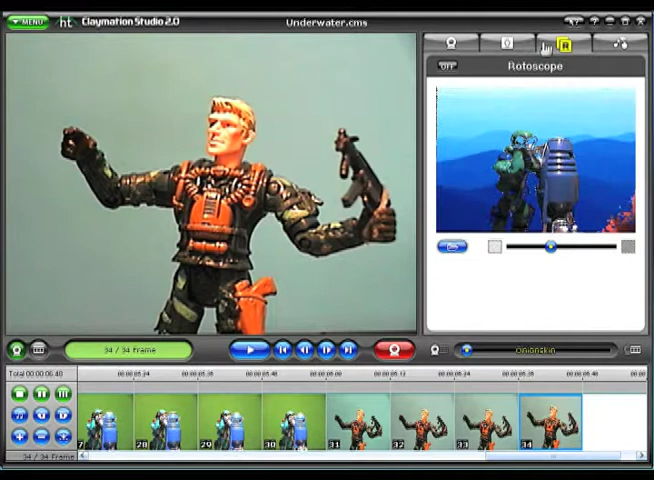 MENU ht Claymation Studio 2.0 Underwater.cms
R
OFF Rotoscope
34 / 34 Frame
Onionskin
Total 00:00:06:40
00:00:05:24 00:00:05:36 00:00:05:48 00:00:06:00 00:00:06:12 00:00:06:24 00:00:06:36 00:00:06:48
7 28 29 30 31 32 33 34
34 / 34 Frame